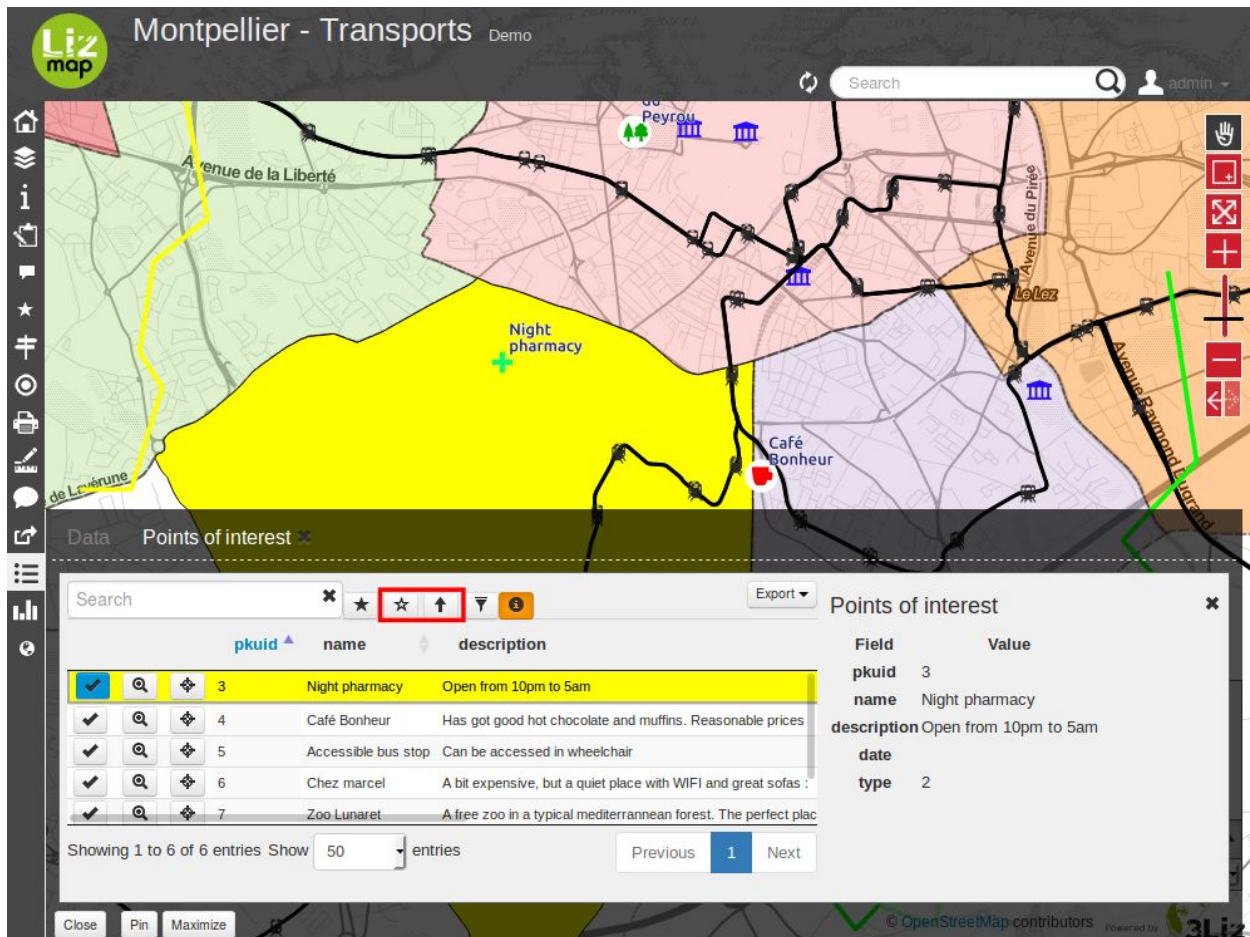 Liz
map
Montpellier - Transports Demo
Search
admin
du
Peyrou
Avenue de la Liberté
Avenue du Pirée
Le Lez
Night
pharmacy
Avenue Raymond Dugrand
Café
Bonheur
de Lavérune
Data Points of interest
Search
Export
pkuid name description
3 Night pharmacy Open from 10pm to 5am
4 Café Bonheur Has got good hot chocolate and muffins. Reasonable prices
5 Accessible bus stop Can be accessed in wheelchair
6 Chez marcel A bit expensive, but a quiet place with WIFI and great sofas :
7 Zoo Lunaret A free zoo in a typical mediterrannean forest. The perfect plac
Showing 1 to 6 of 6 entries Show 50 entries
Previous 1 Next
Points of interest
Field Value
pkuid 3
name Night pharmacy
description Open from 10pm to 5am
date
type 2
Close Pin Maximize
© OpenStreetMap contributors Powered by 3Liz